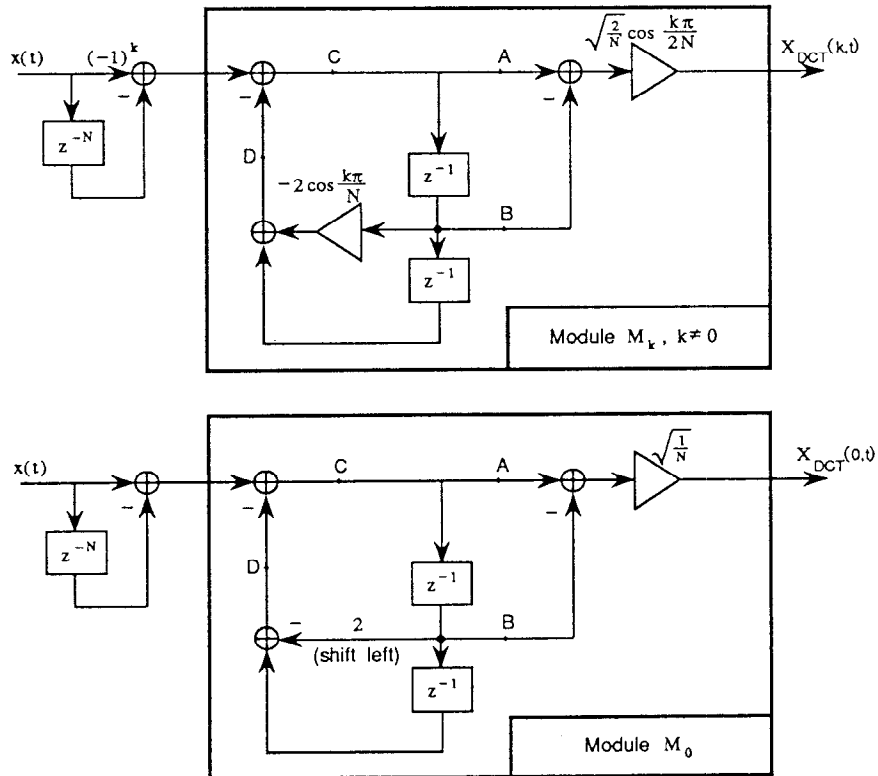 x(t) (-1)^k
C
A
√(2/N) cos kπ/2N
X_DCT(k,t)
z^-N
D
z^-1
-2 cos kπ/N
B
z^-1
Module M_k, k≠0
x(t)
C
A
√(1/N)
X_DCT(0,t)
z^-N
D
z^-1
2
B
(shift left)
z^-1
Module M_0